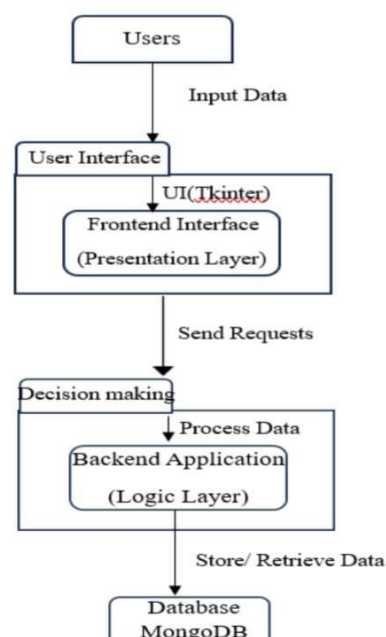 Users
Input Data
User Interface
UI(Tkinter)
Frontend Interface
(Presentation Layer)
Send Requests
Decision making
Process Data
Backend Application
(Logic Layer)
Store/ Retrieve Data
Database
MongoDB